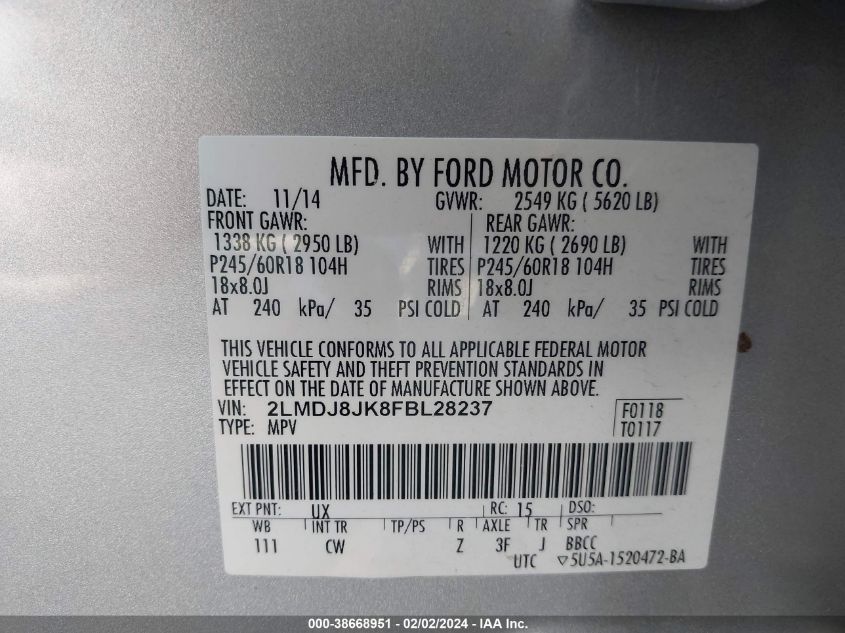 MFD. BY FORD MOTOR CO.
DATE: 11/14 GVWR: 2549 KG ( 5620 LB)
FRONT GAWR: REAR GAWR:
1338 KG ( 2950 LB) WITH 1220 KG ( 2690 LB) WITH
P245/60R18 104H TIRES P245/60R18 104H TIRES
18x8.0J RIMS 18x8.0J RIMS
AT 240 kPa/ 35 PSI COLD AT 240 kPa/ 35 PSI COLD
THIS VEHICLE CONFORMS TO ALL APPLICABLE FEDERAL MOTOR
VEHICLE SAFETY AND THEFT PREVENTION STANDARDS IN
EFFECT ON THE DATE OF MANUFACTURE SHOWN ABOVE.
VIN: 2LMDJ8JK8FBL28237 F0118
TYPE: MPV T0117
EXT PNT: UX RC: 15 DSO:
WB INT TR TP/PS R AXLE TR SPR
111 CW Z 3F J BBCC
UTC ▽5U5A-1520472-BA
000-38668951 - 02/02/2024 - IAA Inc.